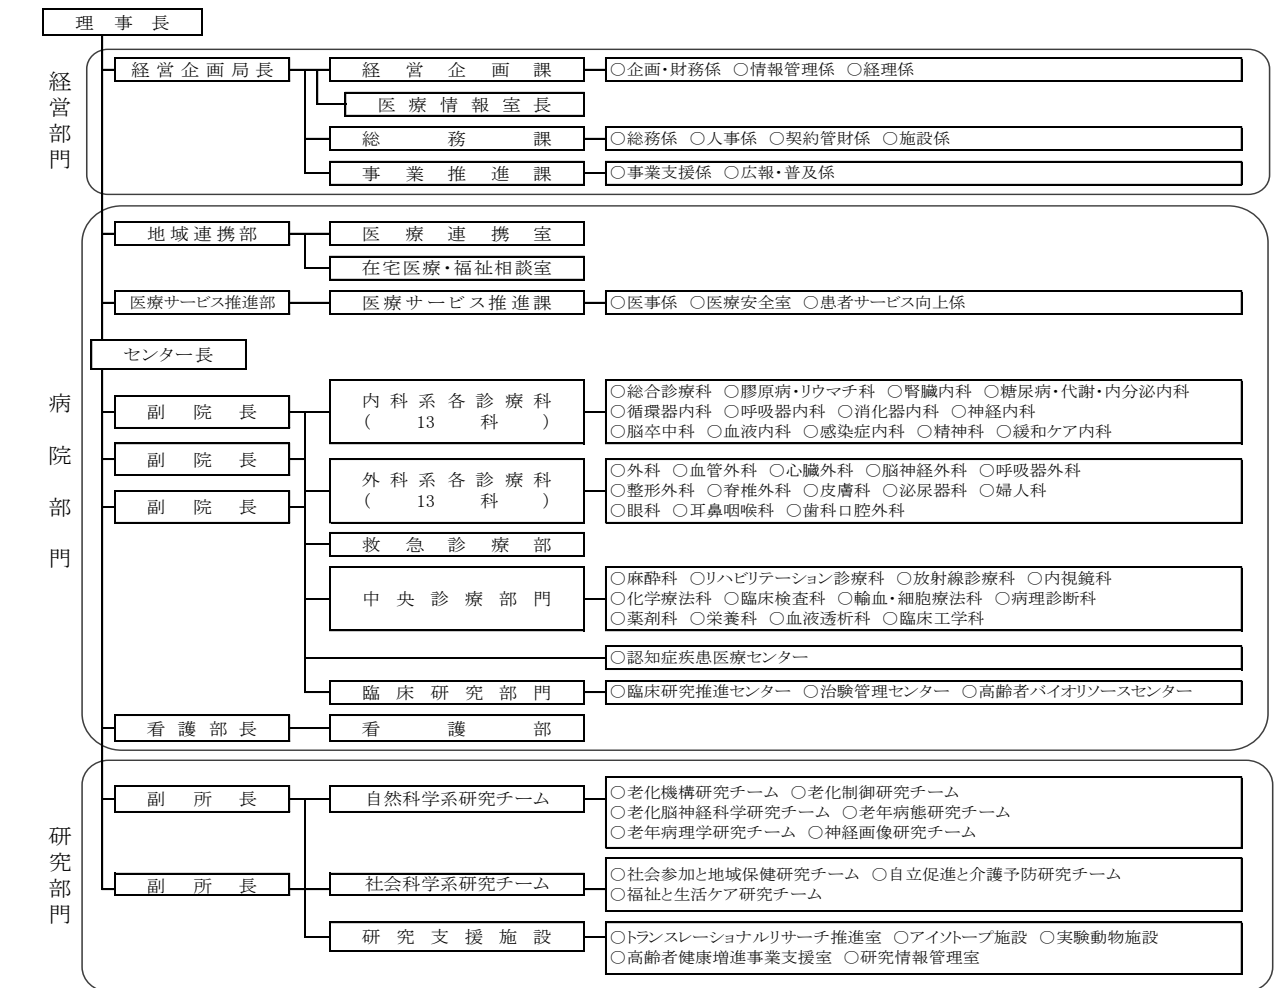 理事長
経営部門
経営企画局長
経営企画課
○企画・財務係 ○情報管理係 ○経理係
医療情報室長
総務課
○総務係 ○人事係 ○契約管財係 ○施設係
事業推進課
○事業支援係 ○広報・普及係
病院部門
地域連携部
医療連携室
在宅医療・福祉相談室
医療サービス推進部
医療サービス推進課
○医事係 ○医療安全室 ○患者サービス向上係
センター長
副院長
副院長
副院長
内科系各診療科
(13科)
○総合診療科 ○膠原病・リウマチ科 ○腎臓内科 ○糖尿病・代謝・内分泌内科
○循環器内科 ○呼吸器内科 ○消化器内科 ○神経内科
○脳卒中科 ○血液内科 ○感染症内科 ○精神科 ○緩和ケア内科
外科系各診療科
(13科)
○外科 ○血管外科 ○心臓外科 ○脳神経外科 ○呼吸器外科
○整形外科 ○脊椎外科 ○皮膚科 ○泌尿器科 ○婦人科
○眼科 ○耳鼻咽喉科 ○歯科口腔外科
救急診療部
中央診療部門
○麻酔科 ○リハビリテーション診療科 ○放射線診療科 ○内視鏡科
○化学療法科 ○臨床検査科 ○輸血・細胞療法科 ○病理診断科
○薬剤科 ○栄養科 ○血液透析科 ○臨床工学科
○認知症疾患医療センター
臨床研究部門
○臨床研究推進センター ○治験管理センター ○高齢者バイオリソースセンター
看護部長
看護部
研究部門
副所長
自然科学系研究チーム
○老化機構研究チーム ○老化制御研究チーム
○老化脳神経科学研究チーム ○老年病態研究チーム
○老年病理学研究チーム ○神経画像研究チーム
副所長
社会科学系研究チーム
○社会参加と地域保健研究チーム ○自立促進と介護予防研究チーム
○福祉と生活ケア研究チーム
研究支援施設
○トランスレーショナルリサーチ推進室 ○アイソトープ施設 ○実験動物施設
○高齢者健康増進事業支援室 ○研究情報管理室